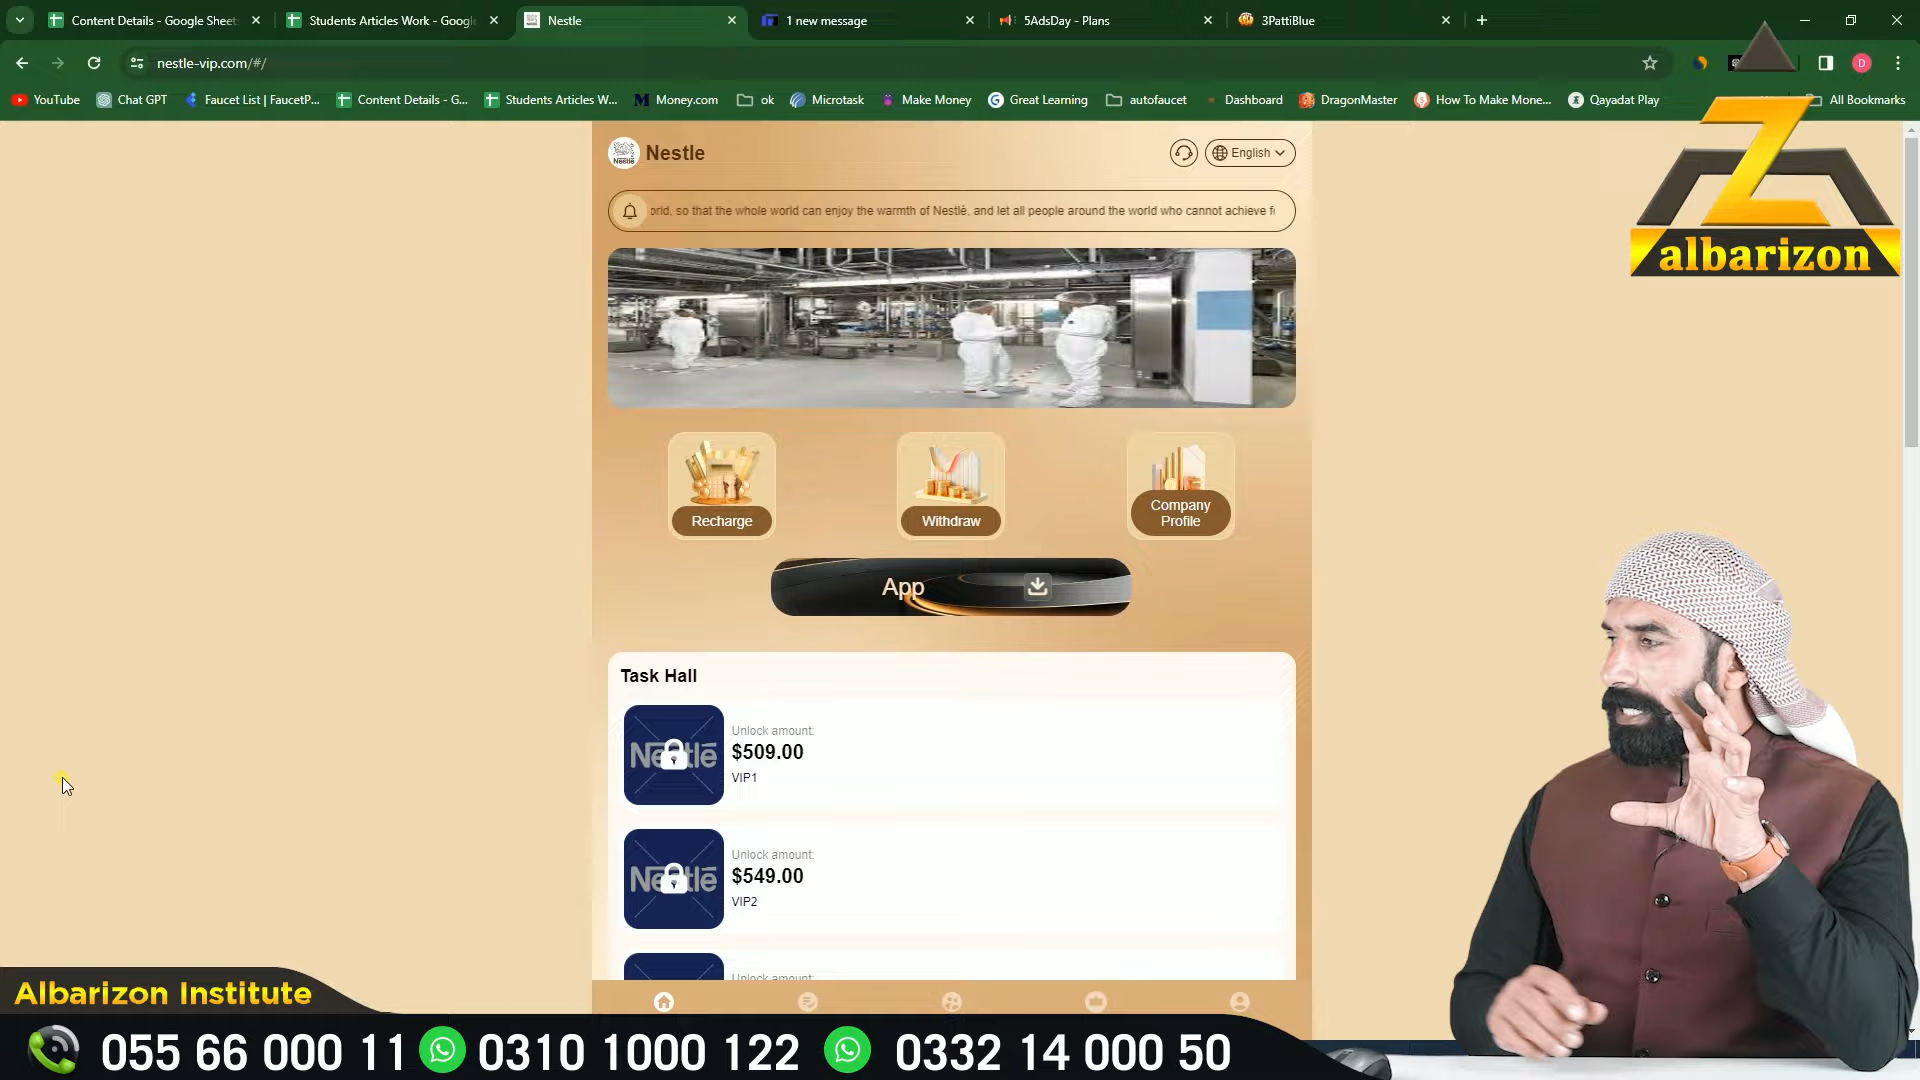 Content Details - Google Sheet
Students Articles Work - Googl
Nestle
1 new message
5AdsDay - Plans
3PattiBlue
nestle-vip.com/#/
D
YouTube
Chat GPT
Faucet List | FaucetP...
Content Details - G...
Students Articles W...
Money.com
ok
Microtask
Make Money
Great Learning
autofaucet
Dashboard
DragonMaster
How To Make Mone...
Qayadat Play
All Bookmarks
Z
albarizon
Nestle
English
orld, so that the whole world can enjoy the warmth of Nestlé, and let all people around the world who cannot achieve f
Recharge
Withdraw
Company
Profile
App
Task Hall
Unlock amount:
$509.00
VIP1
Unlock amount:
$549.00
VIP2
Unlock amount:
Albarizon Institute
055 66 000 11
0310 1000 122
0332 14 000 50